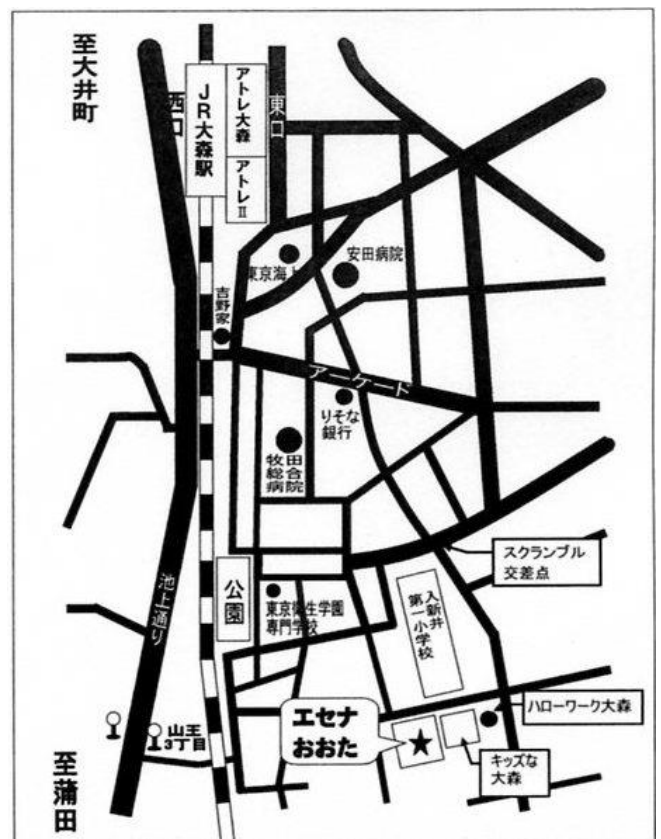 至大井町
西口
JR大森駅
アトレ大森
アトレⅡ
東口
東京海上
安田病院
吉野家
アーケード
りそな
銀行
牧田
総合
病院
スクランブル
交差点
公園
東京衛生学園
専門学校
入新井
第一小学校
池上通り
ハローワーク大森
エセナ
おおた
キッズな
大森
山王
3丁目
至蒲田